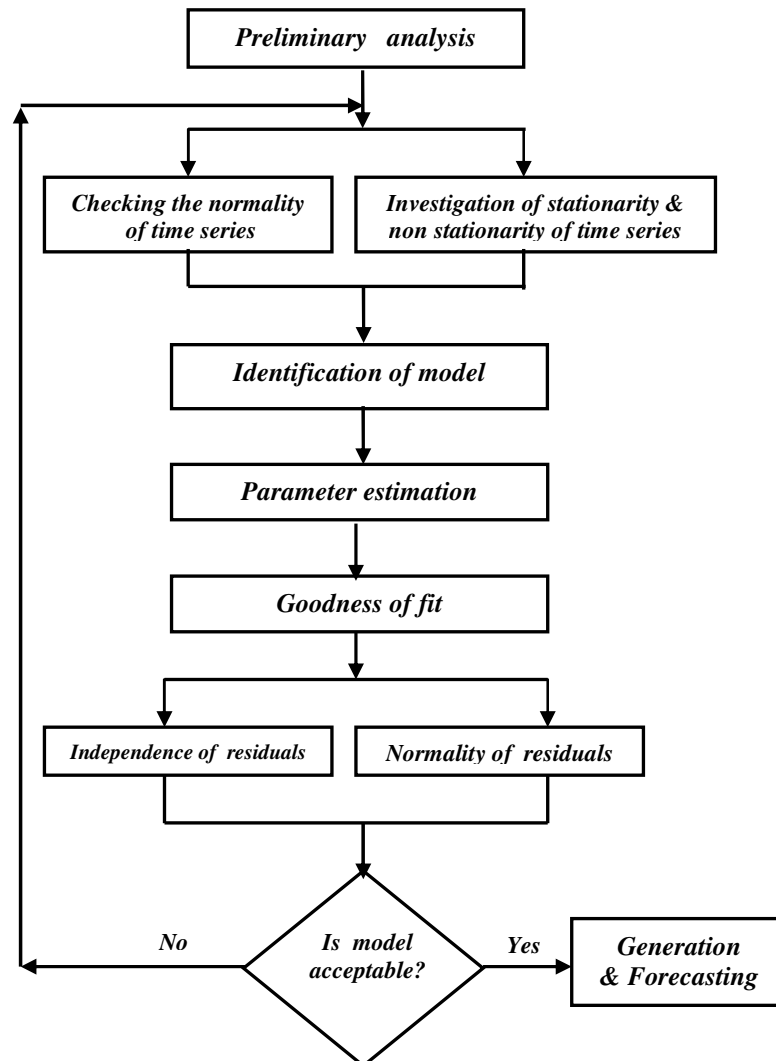 Preliminary analysis
Checking the normality
of time series
Investigation of stationarity &
non stationarity of time series
Identification of model
Parameter estimation
Goodness of fit
Independence of residuals
Normality of residuals
Is model
acceptable?
No
Yes
Generation
& Forecasting